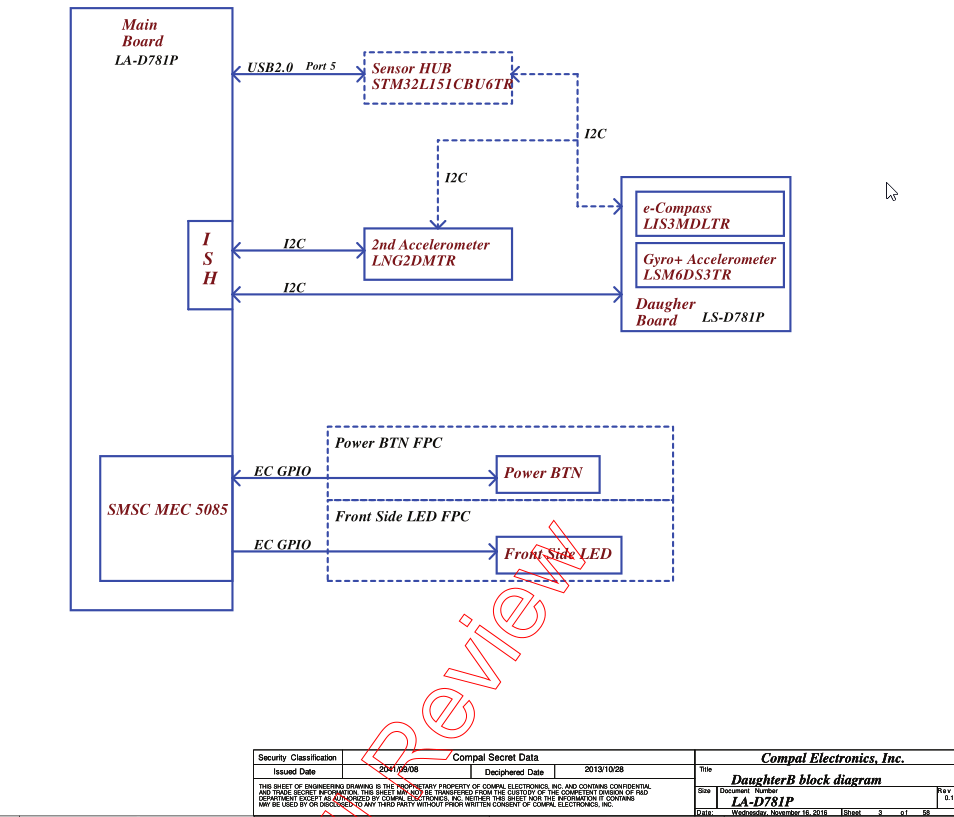 Main
Board
LA-D781P
USB2.0 Port 5
Sensor HUB
STM32L151CBU6TR
I2C
I2C
e-Compass
LIS3MDLTR
I
S
H
I2C
2nd Accelerometer
LNG2DMTR
Gyro+ Accelerometer
LSM6DS3TR
I2C
Daugher
Board LS-D781P
Power BTN FPC
EC GPIO
Power BTN
SMSC MEC 5085
Front Side LED FPC
EC GPIO
Front Side LED
Review
Security Classification
Compal Secret Data
Issued Date
2041/09/08
Deciphered Date
2013/10/28
THIS SHEET OF ENGINEERING DRAWING IS THE PROPRIETARY PROPERTY OF COMPAL ELECTRONICS, INC. AND CONTAINS CONFIDENTIAL
AND TRADE SECRET INFORMATION. THIS SHEET MAY NOT BE TRANSFERED FROM THE CUSTODY OF THE COMPETENT DIVISION OF R&D
DEPARTMENT EXCEPT AS AUTHORIZED BY COMPAL ELECTRONICS, INC. NEITHER THIS SHEET NOR THE INFORMATION IT CONTAINS
MAY BE USED BY OR DISCLOSED TO ANY THIRD PARTY WITHOUT PRIOR WRITTEN CONSENT OF COMPAL ELECTRONICS, INC.
Compal Electronics, Inc.
Title
DaughterB block diagram
Size
Document Number
Rev
LA-D781P
0.1
Date:
Wednesday, November 16, 2016
Sheet
3
of
58